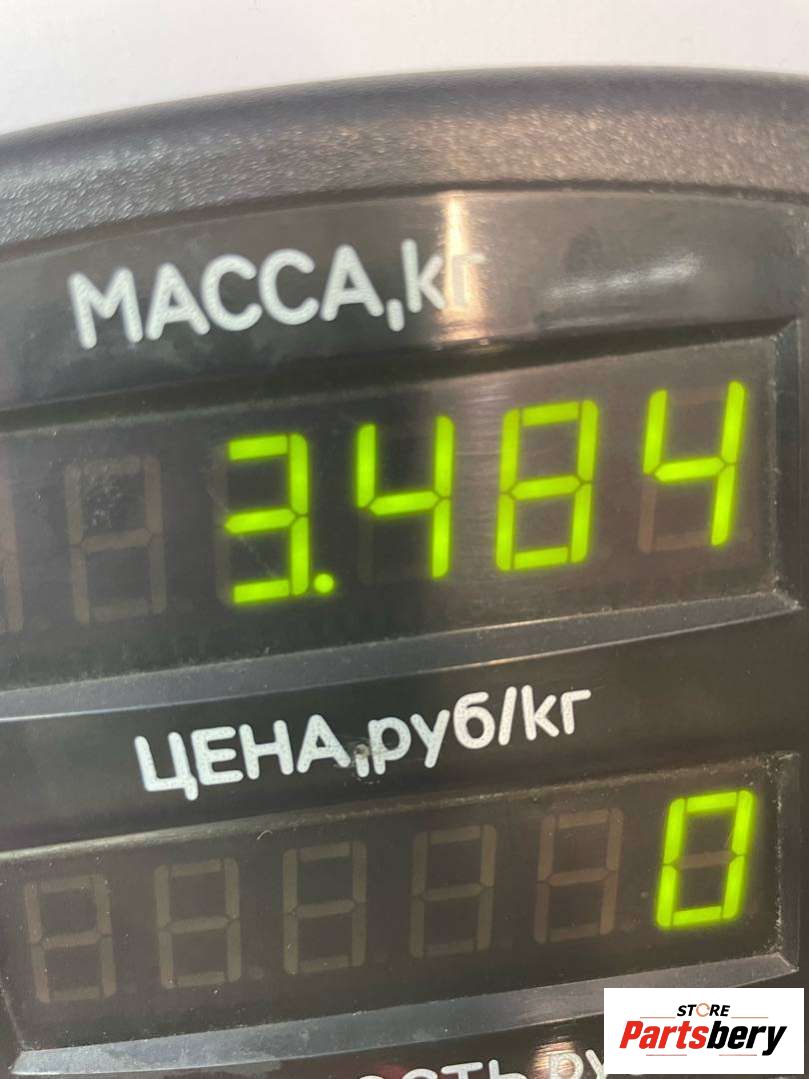 МАССА,кг
3.484
ЦЕНА,руб/кг
0
STORE
Partsbery